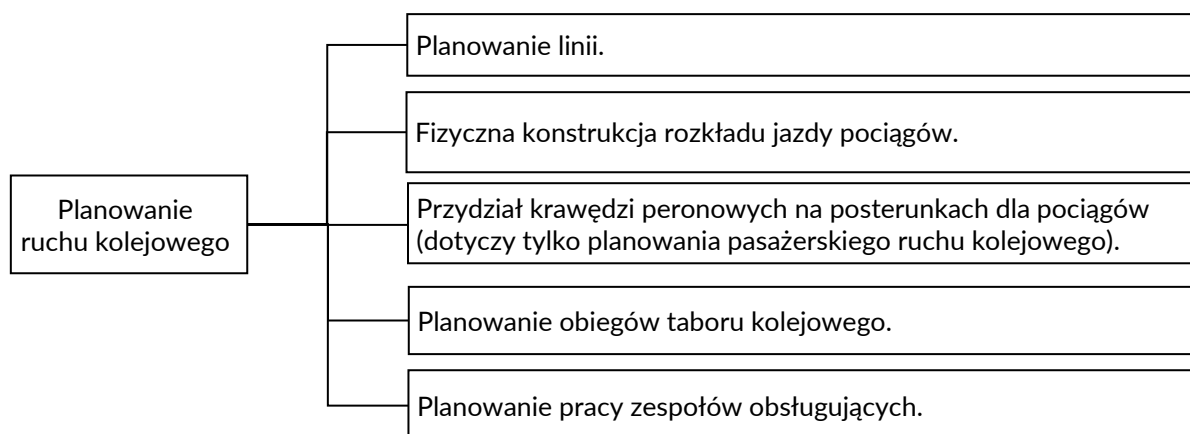 Planowanie linii.
Fizyczna konstrukcja rozkładu jazdy pociągów.
Planowanie
ruchu kolejowego
Przydział krawędzi peronowych na posterunkach dla pociągów
(dotyczy tylko planowania pasażerskiego ruchu kolejowego).
Planowanie obiegów taboru kolejowego.
Planowanie pracy zespołów obsługujących.